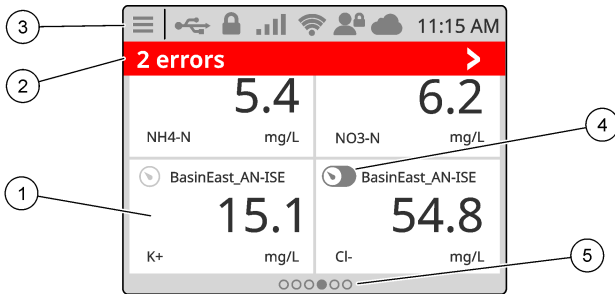 11:15 AM
2 errors
5.4
6.2
NH4-N mg/L
NO3-N mg/L
BasinEast_AN-ISE
BasinEast_AN-ISE
15.1
54.8
K+ mg/L
Cl- mg/L
3
2
1
4
5